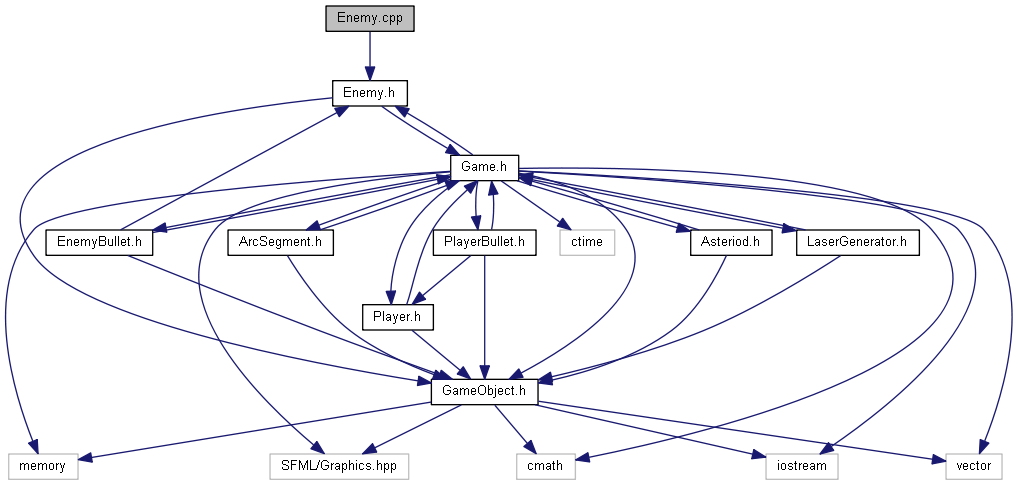 Enemy.cpp
Enemy.h
Game.h
EnemyBullet.h
ArcSegment.h
PlayerBullet.h
ctime
Asteriod.h
LaserGenerator.h
Player.h
GameObject.h
memory
SFML/Graphics.hpp
cmath
iostream
vector